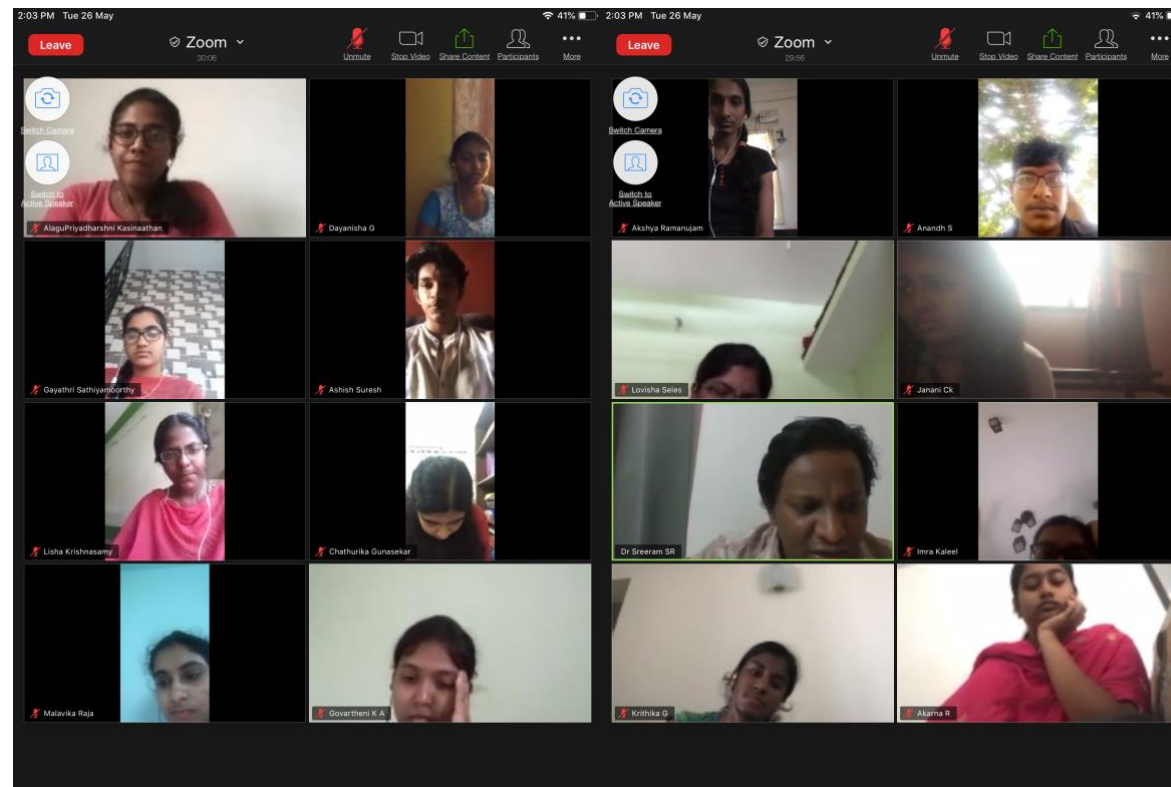 2:03 PM Tue 26 May
41%
Leave
Zoom
30:06
Unmute
Stop Video
Share Content
Participants
More
Switch Camera
Switch to
Active Speaker
AlaguPriyadharshni Kasinaathan
Dayanisha G
Gayathri Sathiyamoorthy
Ashish Suresh
Lisha Krishnasamy
Chathurika Gunasekar
Malavika Raja
Govartheni K A
2:03 PM Tue 26 May
41%
Leave
Zoom
29:56
Unmute
Stop Video
Share Content
Participants
More
Switch Camera
Switch to
Active Speaker
Akshya Ramanujam
Anandh S
Lovisha Seles
Janani Ck
Dr Sreeram SR
Imra Kaleel
Krithika G
Akarna R